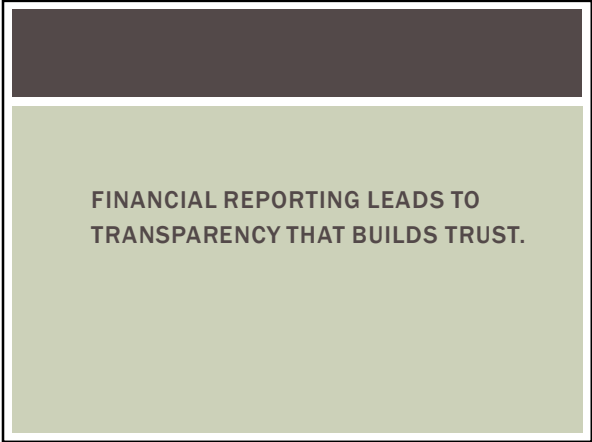 FINANCIAL REPORTING LEADS TO
TRANSPARENCY THAT BUILDS TRUST.